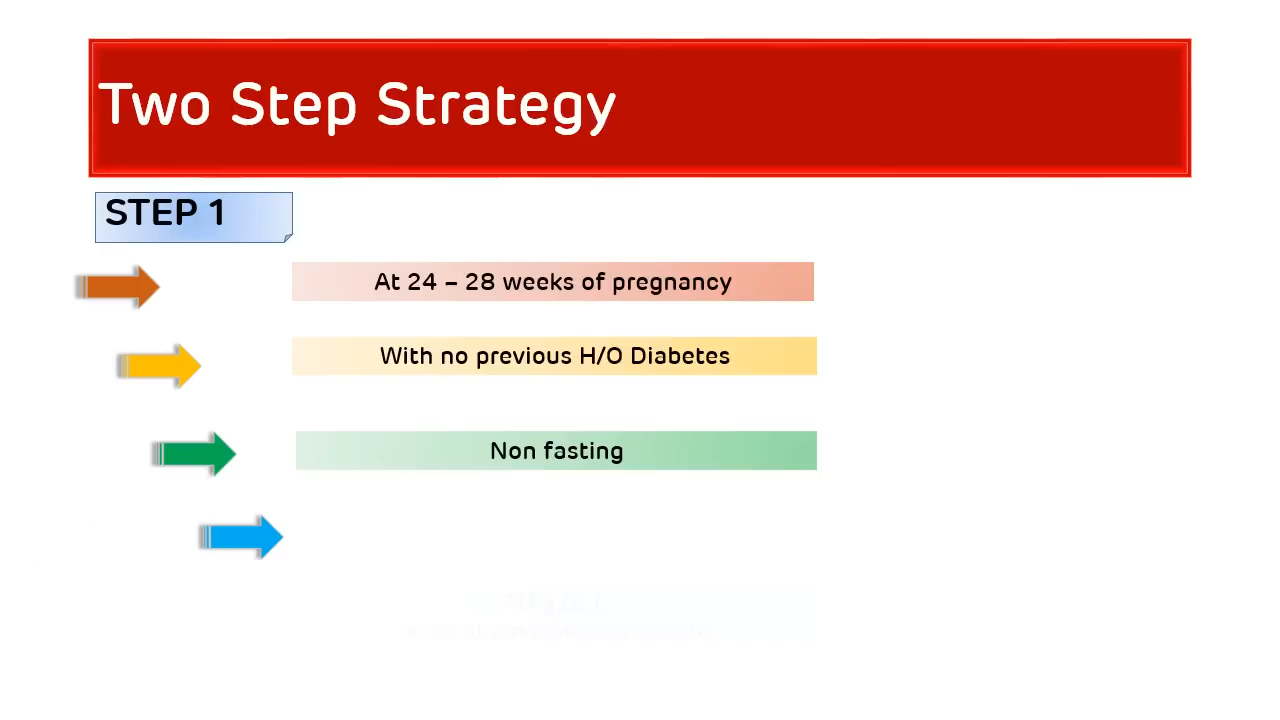 Two Step Strategy
STEP 1
At 24 – 28 weeks of pregnancy
With no previous H/O Diabetes
Non fasting